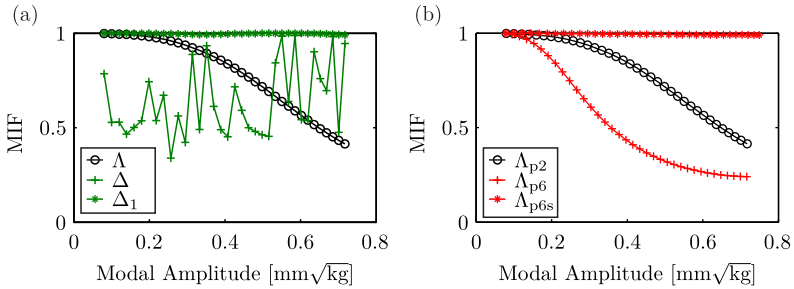 (a)
MIF
1
0.5
0
Λ
Δ
Δ₁
0 0.2 0.4 0.6 0.8
Modal Amplitude [mm√kg]
(b)
MIF
1
0.5
0
Λp2
Λp6
Λp6s
0 0.2 0.4 0.6 0.8
Modal Amplitude [mm√kg]